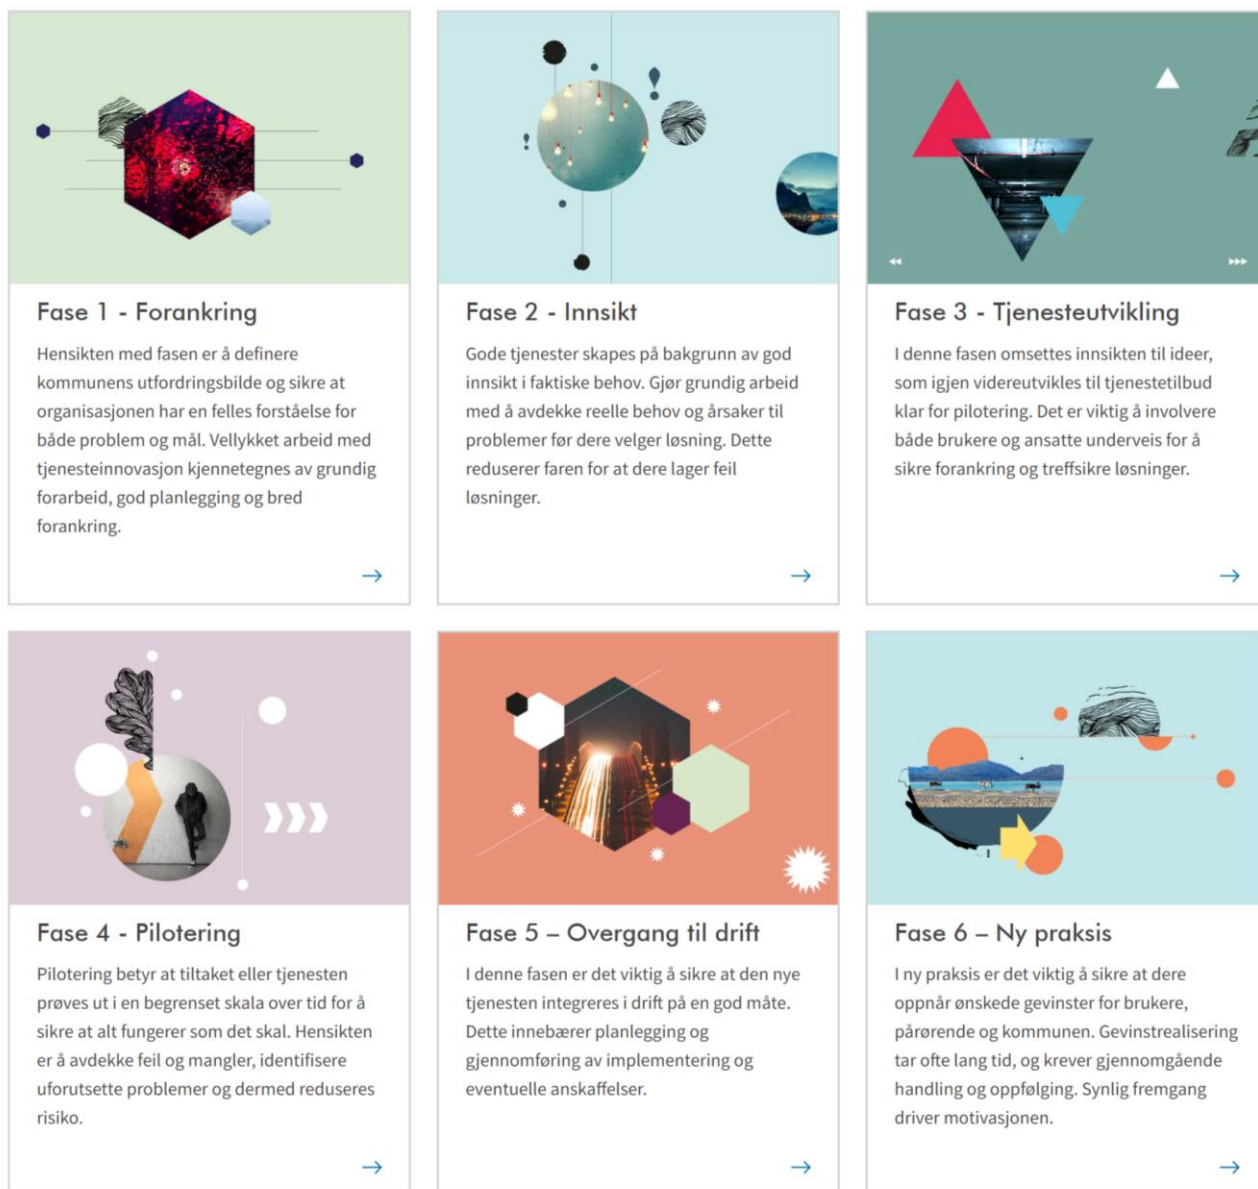 Fase 1 - Forankring
Hensikten med fasen er å definere
kommunens utfordringsbilde og sikre at
organisasjonen har en felles forståelse for
både problem og mål. Vellykket arbeid med
tjenesteinnovasjon kjennetegnes av grundig
forarbeid, god planlegging og bred
forankring.
Fase 2 - Innsikt
Gode tjenester skapes på bakgrunn av god
innsikt i faktiske behov. Gjør grundig arbeid
med å avdekke reelle behov og årsaker til
problemer før dere velger løsning. Dette
reduserer faren for at dere lager feil
løsninger.
Fase 3 - Tjenesteutvikling
I denne fasen omsettes innsikten til ideer,
som igjen videreutvikles til tjenestetilbud
klar for pilotering. Det er viktig å involvere
både brukere og ansatte underveis for å
sikre forankring og treffsikre løsninger.
Fase 4 - Pilotering
Pilotering betyr at tiltaket eller tjenesten
prøves ut i en begrenset skala over tid for å
sikre at alt fungerer som det skal. Hensikten
er å avdekke feil og mangler, identifisere
uforutsette problemer og dermed reduseres
risiko.
Fase 5 – Overgang til drift
I denne fasen er det viktig å sikre at den nye
tjenesten integreres i drift på en god måte.
Dette innebærer planlegging og
gjennomføring av implementering og
eventuelle anskaffelser.
Fase 6 – Ny praksis
I ny praksis er det viktig å sikre at dere
oppnår ønskede gevinster for brukere,
pårørende og kommunen. Gevinstrealisering
tar ofte lang tid, og krever gjennomgående
handling og oppfølging. Synlig fremgang
driver motivasjonen.